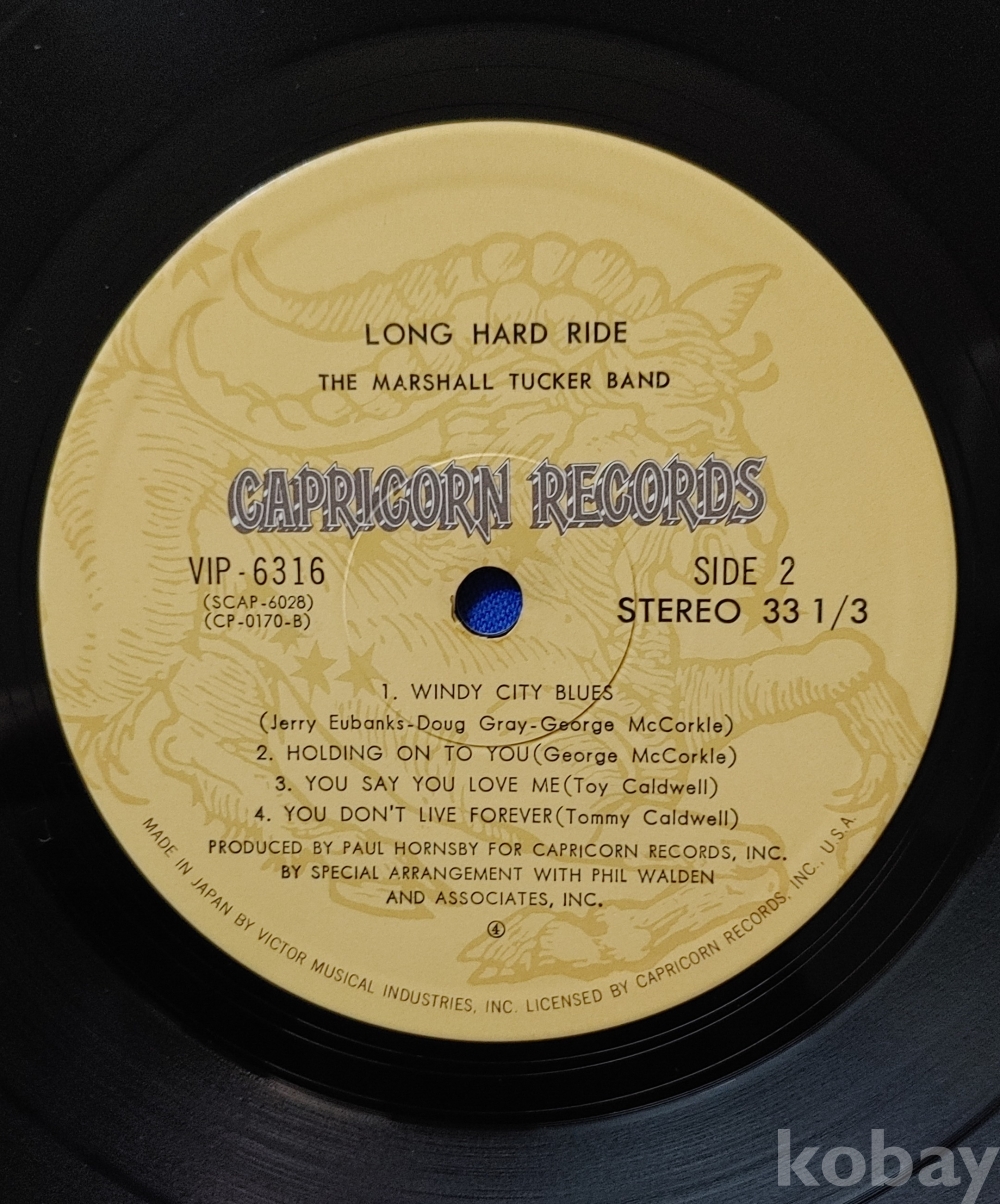 LONG HARD RIDE
THE MARSHALL TUCKER BAND
CAPRICORN RECORDS
VIP-6316
(SCAP-6028)
(CP-0170-B)
SIDE 2
STEREO 33 1/3
1. WINDY CITY BLUES
(Jerry Eubanks-Doug Gray-George McCorkle)
2. HOLDING ON TO YOU(George McCorkle)
3. YOU SAY YOU LOVE ME(Toy Caldwell)
4. YOU DON'T LIVE FOREVER(Tommy Caldwell)
PRODUCED BY PAUL HORNSBY FOR CAPRICORN RECORDS, INC.
BY SPECIAL ARRANGEMENT WITH PHIL WALDEN
AND ASSOCIATES, INC.
④
MADE IN JAPAN BY VICTOR MUSICAL INDUSTRIES, INC. LICENSED BY CAPRICORN RECORDS, INC., U.S.A.
kobay